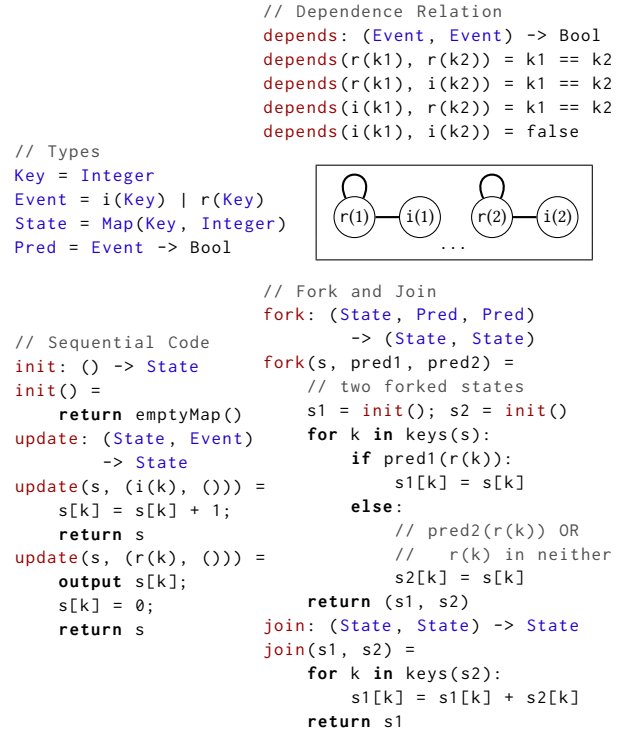 // Types
Key = Integer
Event = i(Key) | r(Key)
State = Map(Key, Integer)
Pred = Event -> Bool
// Sequential Code
init: () -> State
init() =
    return emptyMap()
update: (State, Event)
        -> State
update(s, (i(k), ())) =
    s[k] = s[k] + 1;
    return s
update(s, (r(k), ())) =
    output s[k];
    s[k] = 0;
    return s
// Dependence Relation
depends: (Event, Event) -> Bool
depends(r(k1), r(k2)) = k1 == k2
depends(r(k1), i(k2)) = k1 == k2
depends(i(k1), r(k2)) = k1 == k2
depends(i(k1), i(k2)) = false
r(1) i(1) r(2) i(2)
...
// Fork and Join
fork: (State, Pred, Pred)
        -> (State, State)
fork(s, pred1, pred2) =
    // two forked states
    s1 = init(); s2 = init()
    for k in keys(s):
        if pred1(r(k)):
            s1[k] = s[k]
        else:
            // pred2(r(k)) OR
            //   r(k) in neither
            s2[k] = s[k]
    return (s1, s2)
join: (State, State) -> State
join(s1, s2) =
    for k in keys(s2):
        s1[k] = s1[k] + s2[k]
    return s1